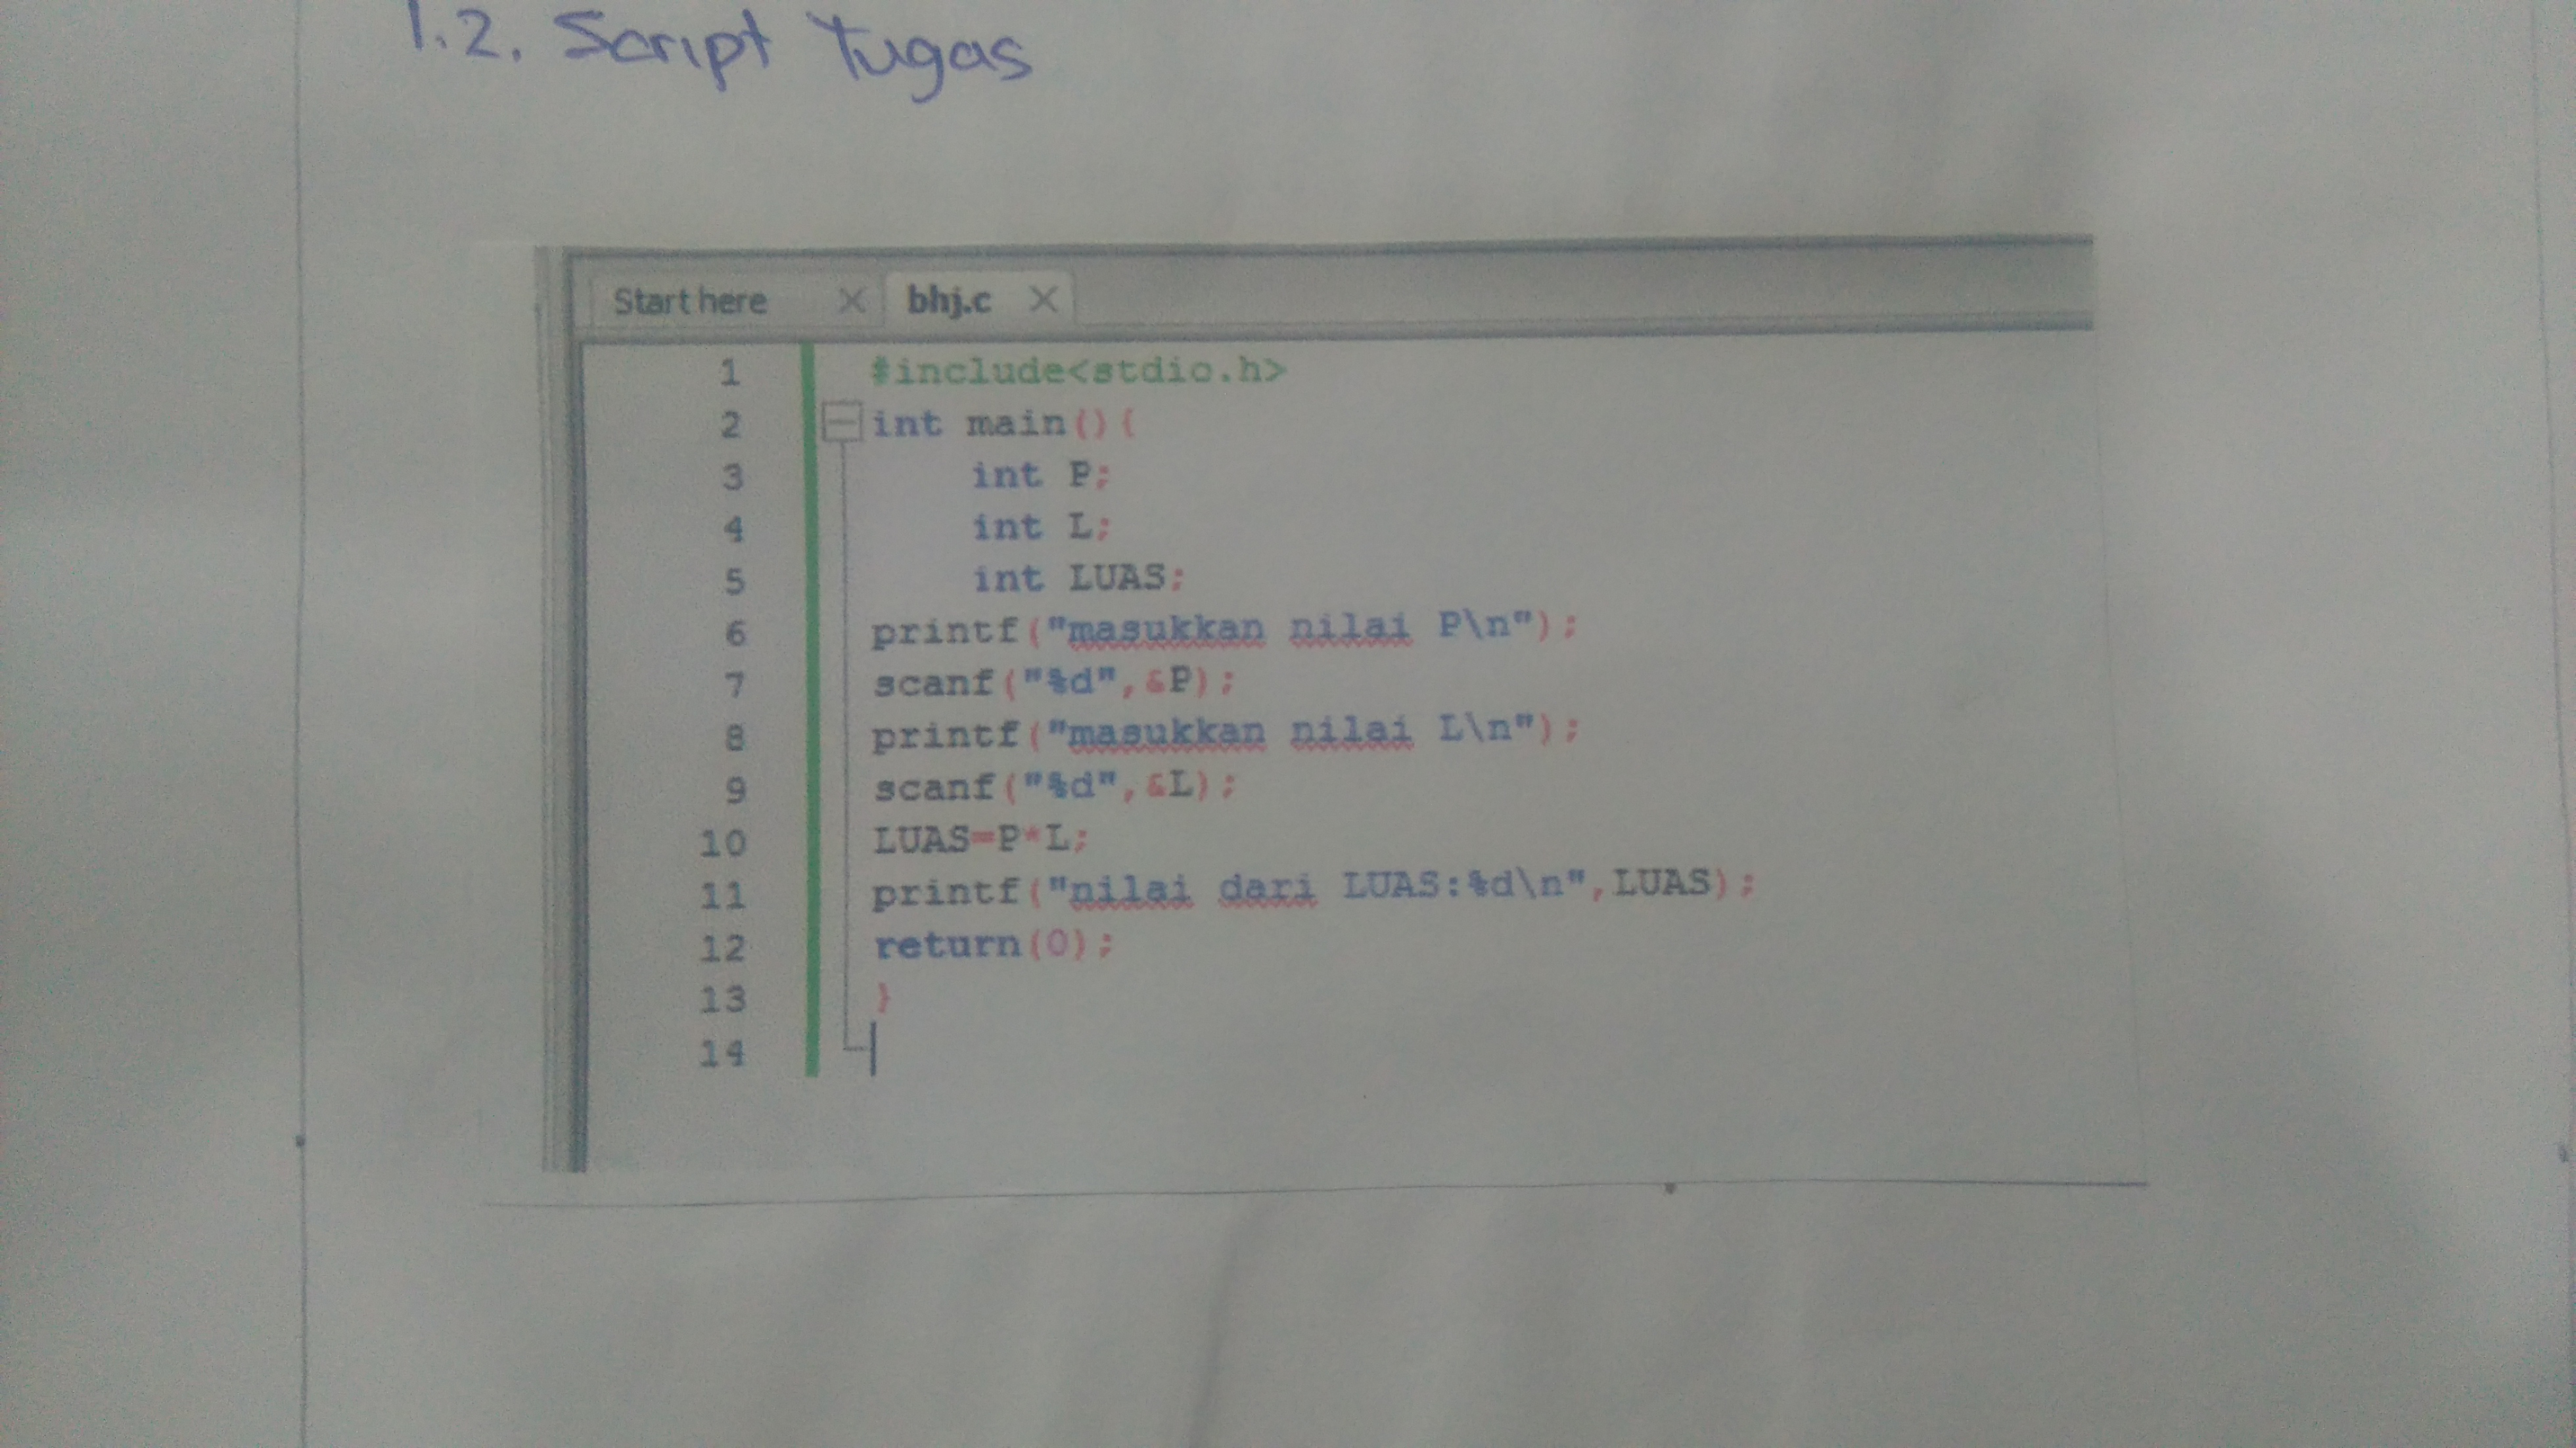 1.2. Script Tugas
Start here X bhj.c X
1 #include<stdio.h>
2 int main(){
3 int P;
4 int L;
5 int LUAS;
6 printf("masukkan nilai P\n");
7 scanf("%d",&P);
8 printf("masukkan nilai L\n");
9 scanf("%d",&L);
10 LUAS=P*L;
11 printf("nilai dari LUAS:%d\n",LUAS);
12 return(0);
13 }
14